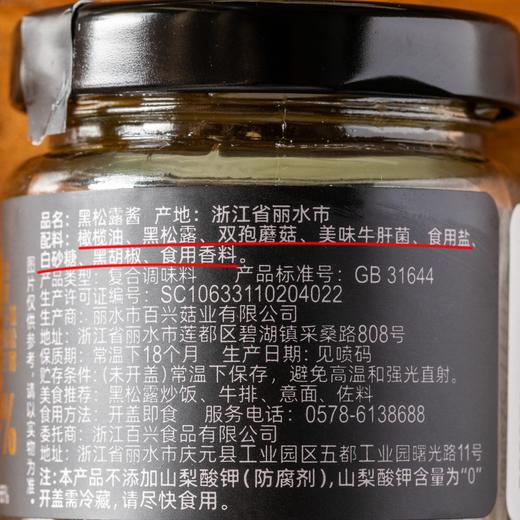 品名：黑松露酱 产地：浙江省丽水市
配料：橄榄油、黑松露、双孢蘑菇、美味牛肝菌、食用盐、
白砂糖、黑胡椒、食用香料。
产品类型：复合调味料 产品标准号：GB 31644
生产许可证编号：SC10633110204022
生产商：丽水市百兴菇业有限公司
地址：浙江省丽水市莲都区碧湖镇采桑路808号
保质期：常温下18个月 生产日期：见喷码
贮存条件：(未开盖)常温下保存，避免高温和强光直射。
美食推荐：黑松露炒饭、牛排、意面、佐料
食用方法：开盖即食 服务电话：0578-6138688
委托商：浙江百兴食品有限公司
地址：浙江省丽水市庆元县工业园区五都工业园曙光路11号
注：本产品不添加山梨酸钾(防腐剂)，山梨酸钾含量为“0”
开盖需冷藏，请尽快食用。
图片仅供参考，请以实物为准。
%